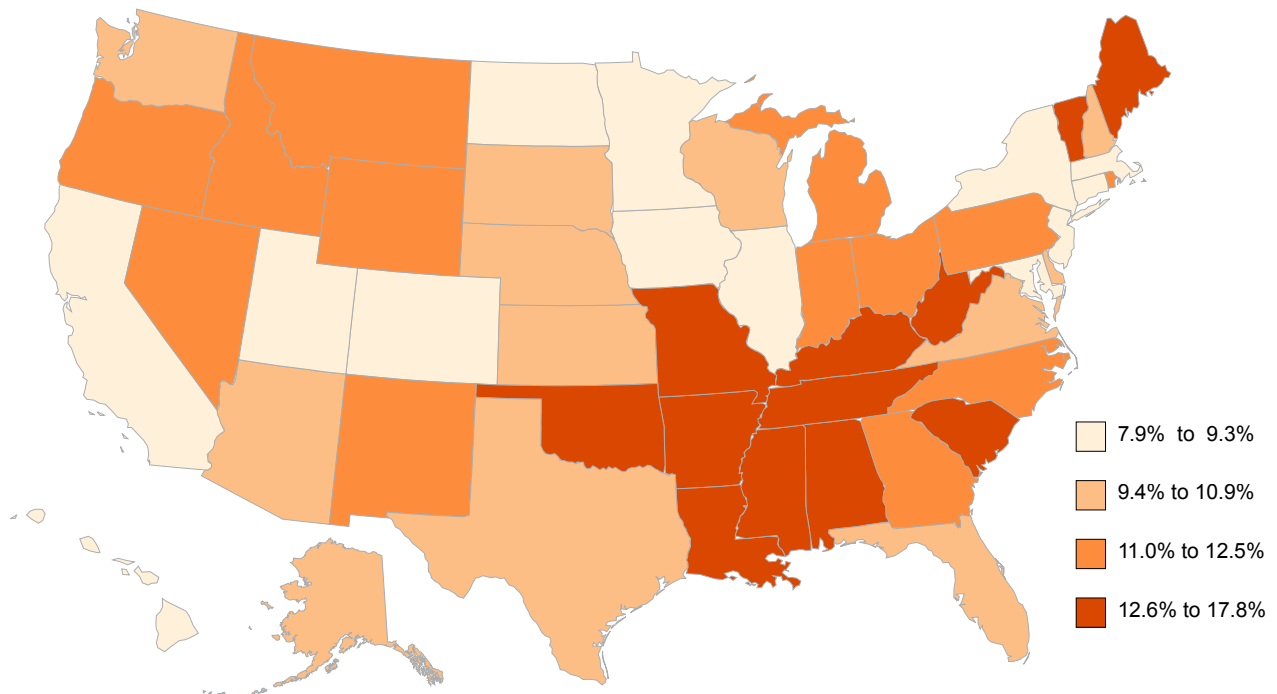 7.9% to 9.3%
9.4% to 10.9%
11.0% to 12.5%
12.6% to 17.8%